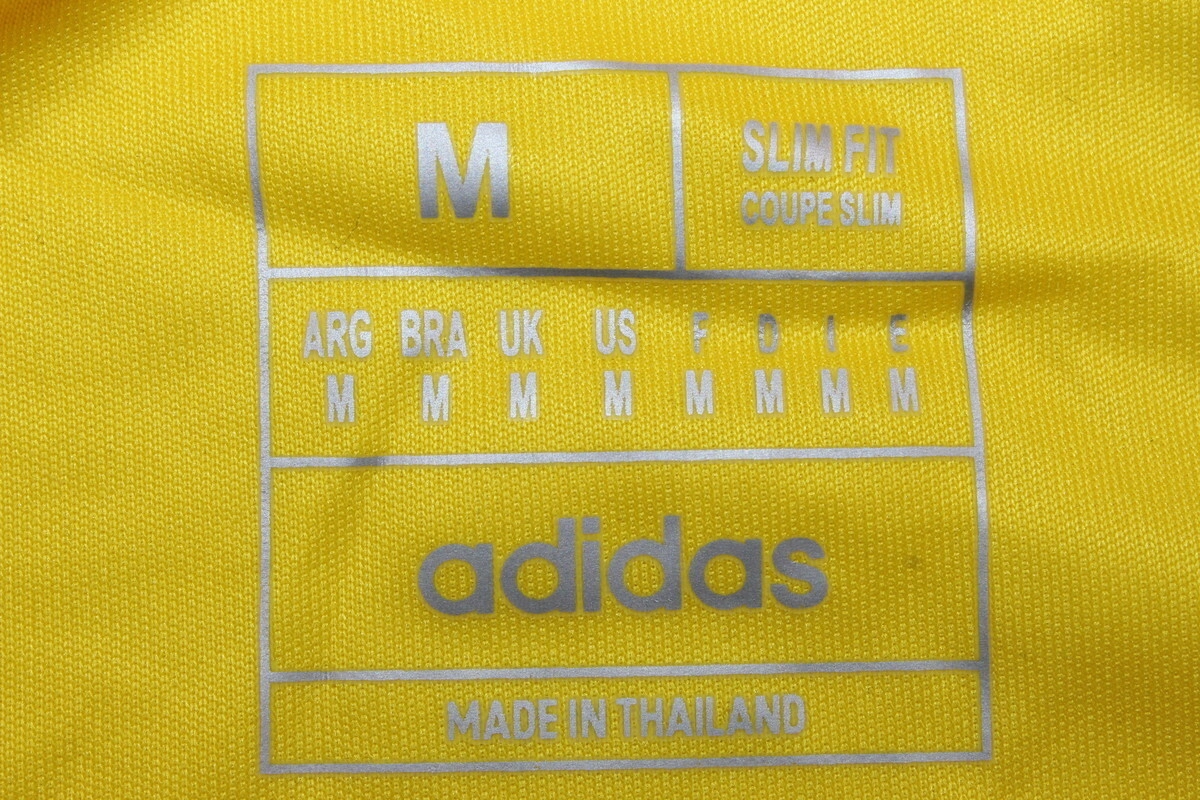 M
SLIM FIT
COUPE SLIM
ARG BRA UK US F D I E
M M M M M M M M
adidas
MADE IN THAILAND